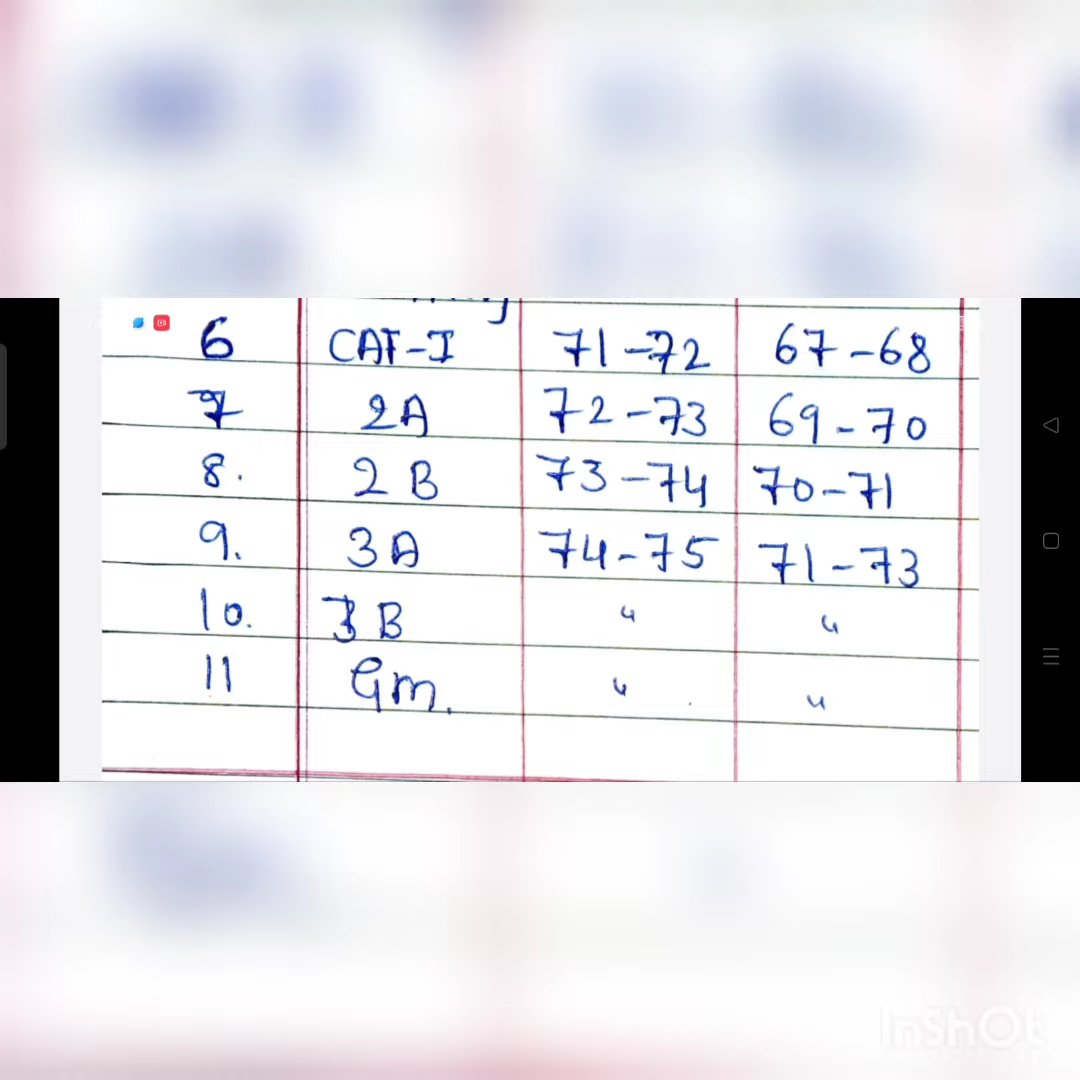 6 CAT-I 71-72 67-68
7 2A 72-73 69-70
8. 2B 73-74 70-71
9. 3A 74-75 71-73
10. 3B " "
11 Gm. " "
InShOt